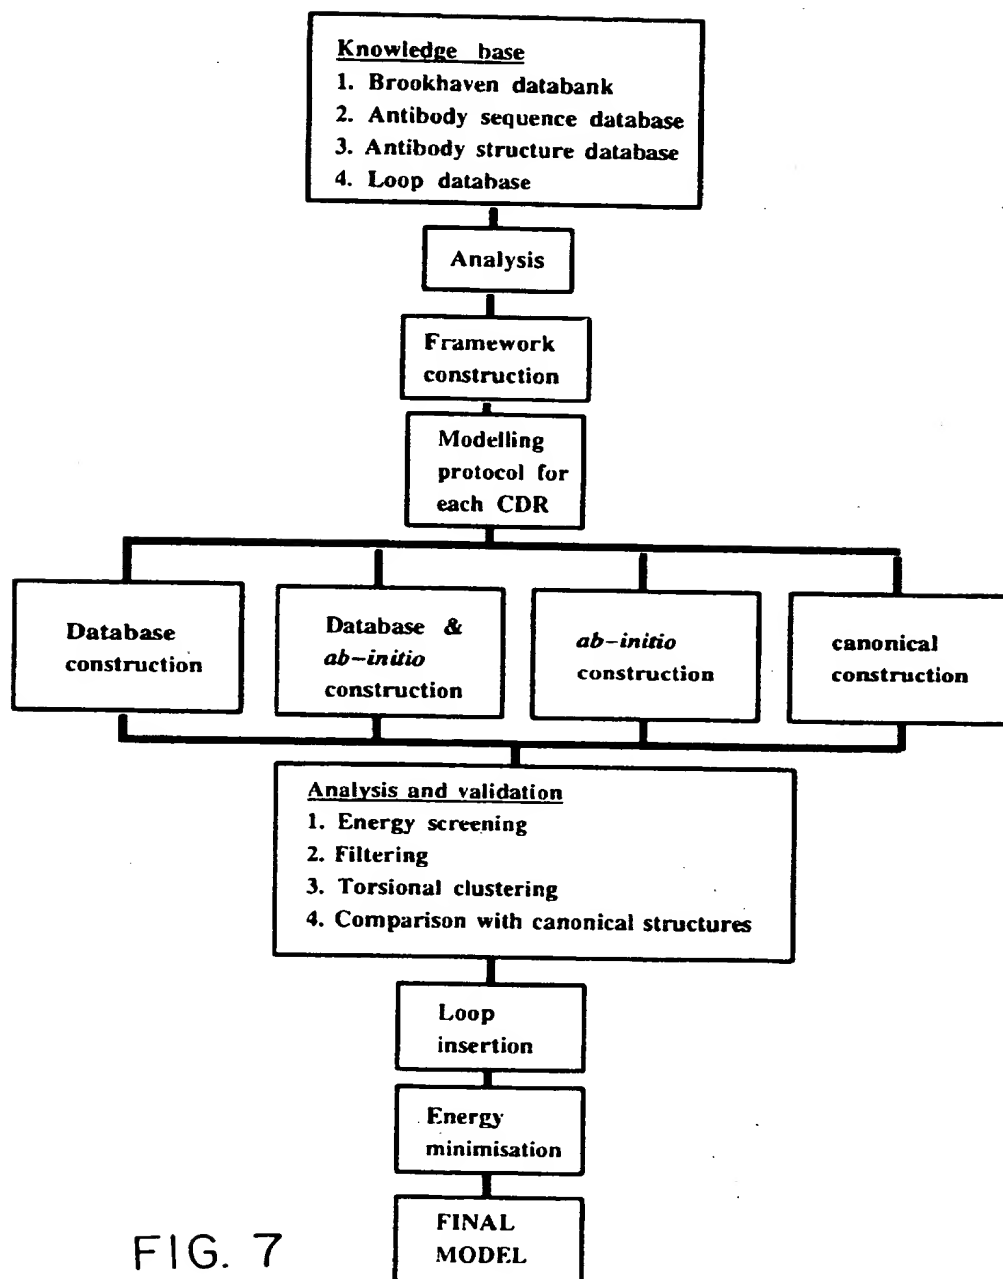 Knowledge base
1. Brookhaven databank
2. Antibody sequence database
3. Antibody structure database
4. Loop database
Analysis
Framework
construction
Modelling
protocol for
each CDR
Database
construction
Database &
ab-initio
construction
ab-initio
construction
canonical
construction
Analysis and validation
1. Energy screening
2. Filtering
3. Torsional clustering
4. Comparison with canonical structures
Loop
insertion
Energy
minimisation
FINAL
MODEL
FIG. 7